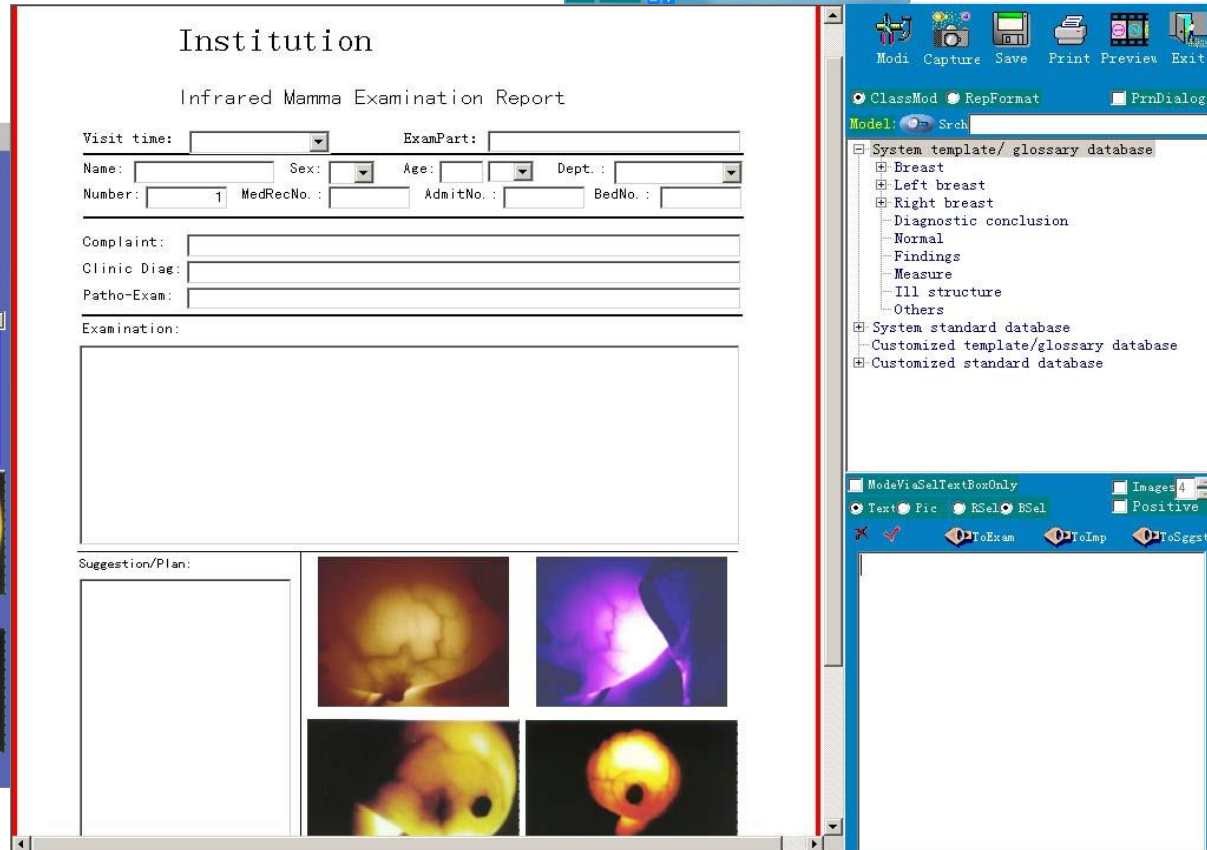 Institution
Infrared Mamma Examination Report
Visit time: ExamPart:
Name: Sex: Age: Dept.:
Number: 1 MedRecNo.: AdmitNo.: BedNo.:
Complaint:
Clinic Diag:
Patho-Exam:
Examination:
Suggestion/Plan:
Modi Capture Save Print Preview Exit
ClassMod RepFormat PrnDialog
Model: Srch
System template/ glossary database
Breast
Left breast
Right breast
Diagnostic conclusion
Normal
Findings
Measure
Ill structure
Others
System standard database
Customized template/glossary database
Customized standard database
ModeViaSelTextBoxOnly Images 4
Text Pic RSel BSel Positive
ToExam ToImp ToSggst